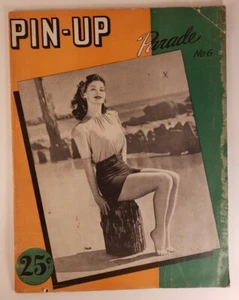 PIN-UP
Parade
No 6
25¢